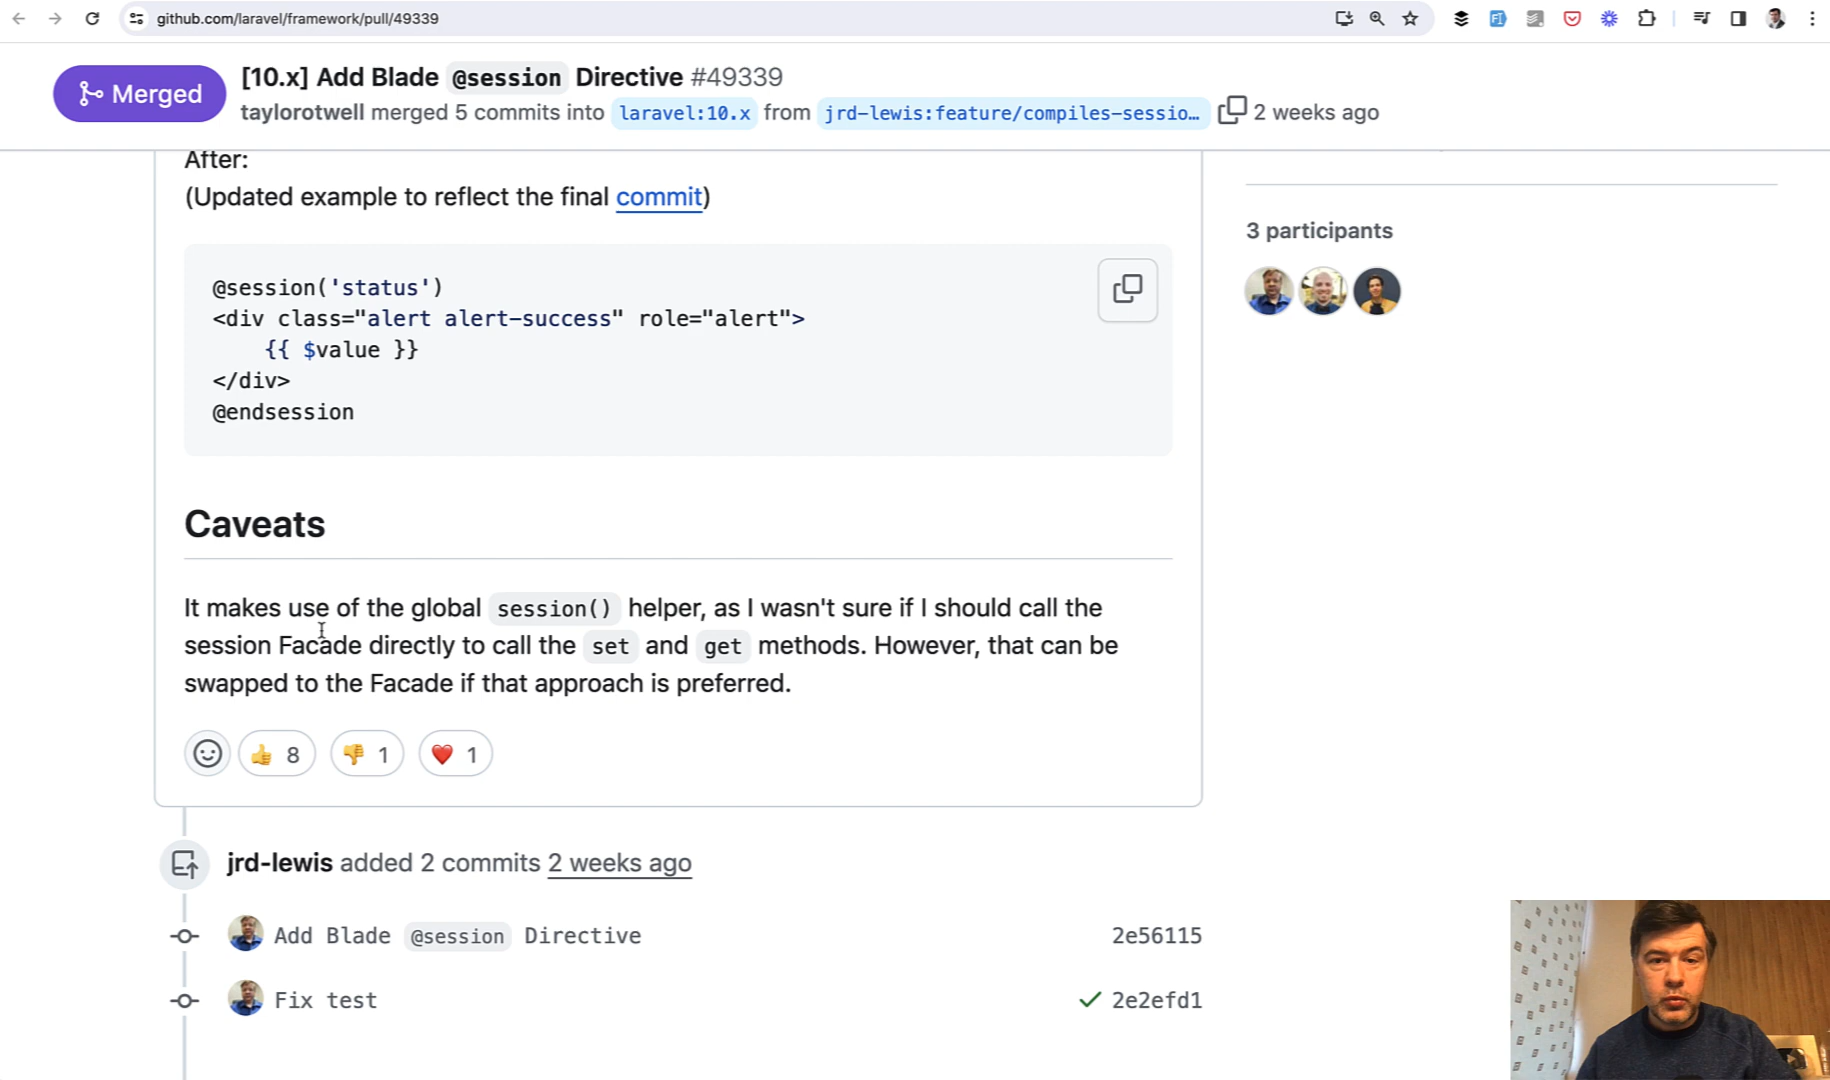 github.com/laravel/framework/pull/49339
Merged
[10.x] Add Blade @session Directive #49339
taylorotwell merged 5 commits into laravel:10.x from jrd-lewis:feature/compiles-sessio… 2 weeks ago
After:
(Updated example to reflect the final commit)
3 participants
@session('status')
<div class="alert alert-success" role="alert">
    {{ $value }}
</div>
@endsession
Caveats
It makes use of the global session() helper, as I wasn't sure if I should call the
session Facade directly to call the set and get methods. However, that can be
swapped to the Facade if that approach is preferred.
👍 8 👎 1 ❤️ 1
jrd-lewis added 2 commits 2 weeks ago
Add Blade @session Directive 2e56115
Fix test 2e2efd1